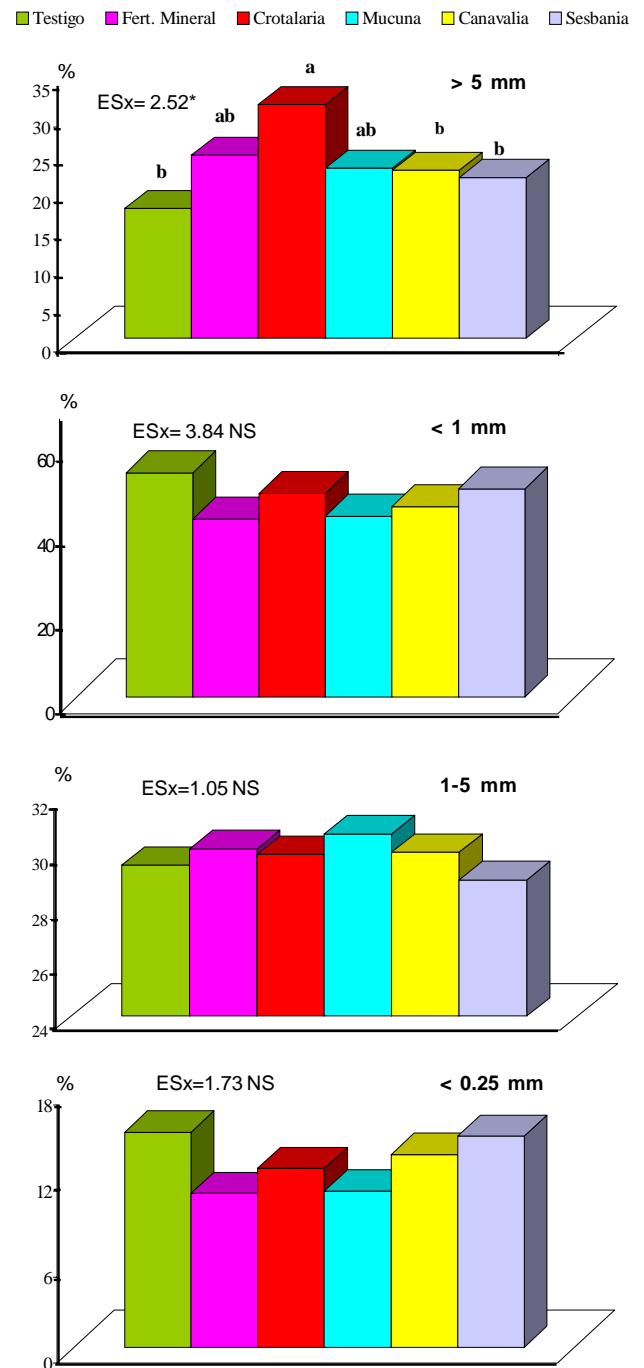 Testigo Fert. Mineral Crotalaria Mucuna Canavalia Sesbania
%
> 5 mm
ESx= 2.52*
a
ab
ab
b
b
b
35
30
25
20
15
10
5
0
%
ESx= 3.84 NS
< 1 mm
60
40
20
0
%
ESx=1.05 NS
1-5 mm
32
30
28
26
24
%
ESx=1.73 NS
< 0.25 mm
18
12
6
0